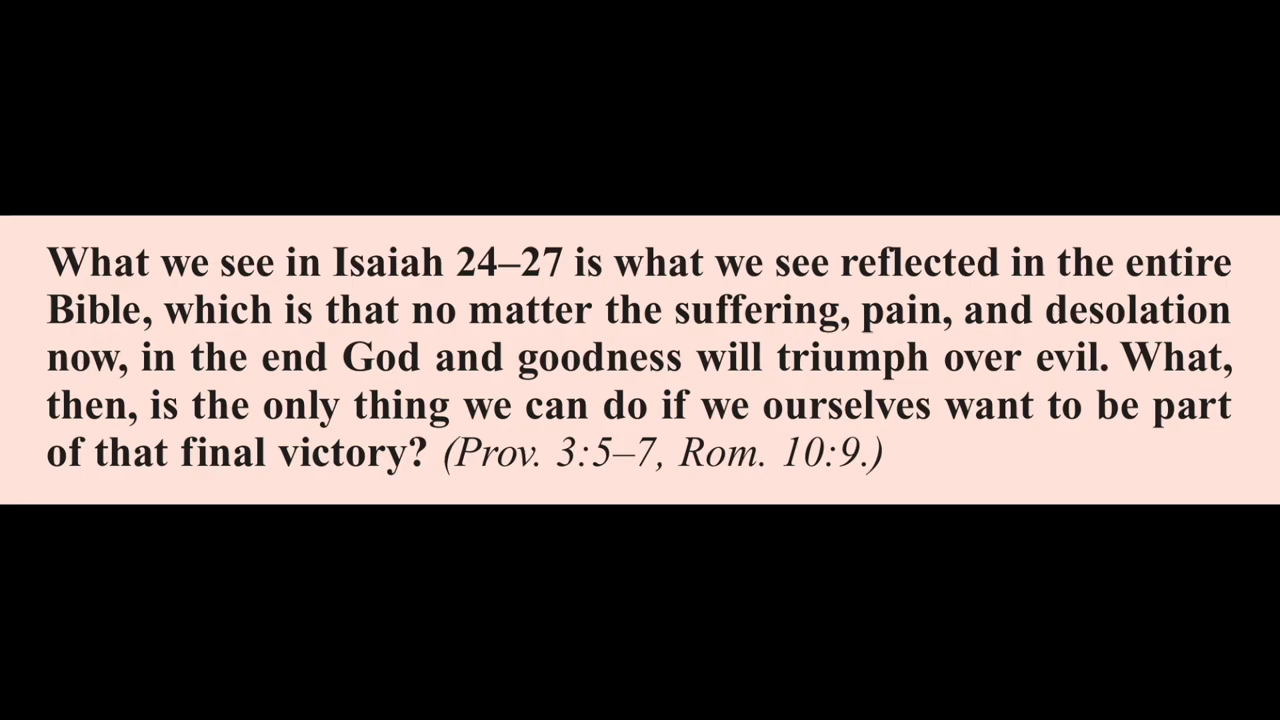 What we see in Isaiah 24–27 is what we see reflected in the entire
Bible, which is that no matter the suffering, pain, and desolation
now, in the end God and goodness will triumph over evil. What,
then, is the only thing we can do if we ourselves want to be part
of that final victory? (Prov. 3:5–7, Rom. 10:9.)